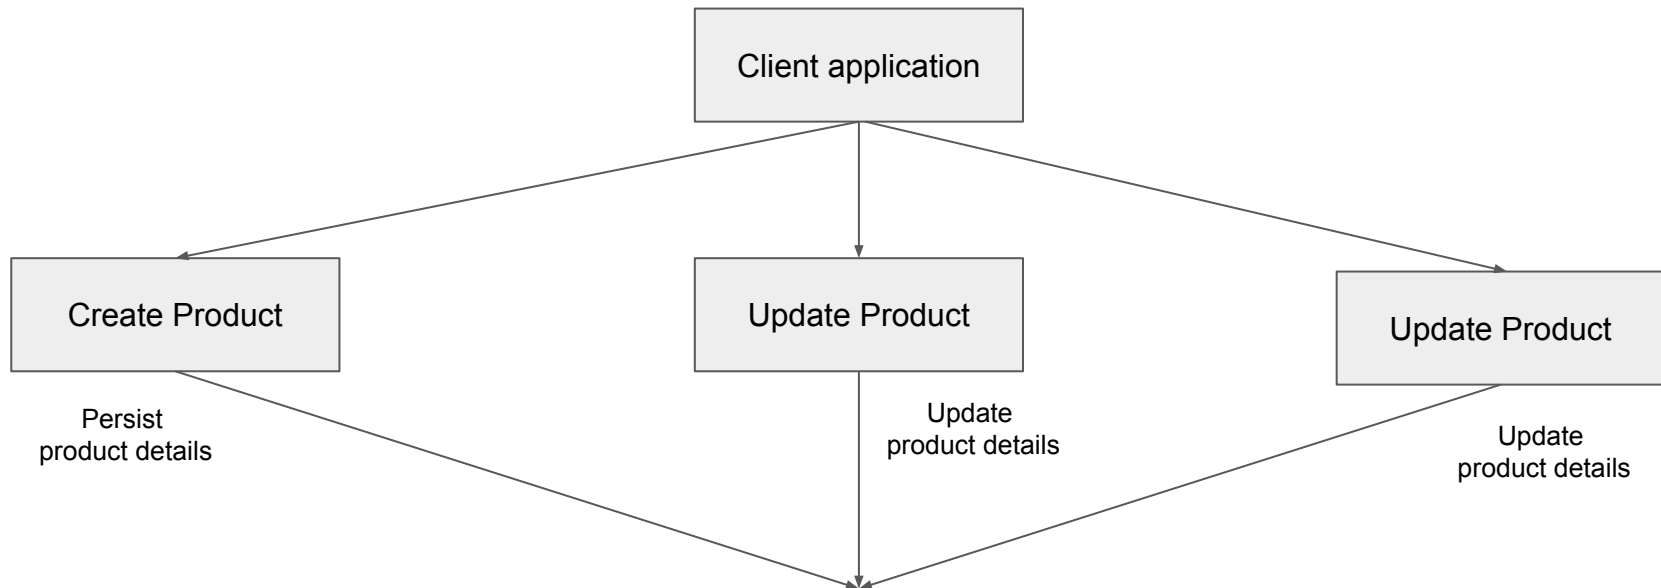 Client application
Create Product
Update Product
Update Product
Persist
product details
Update
product details
Update
product details